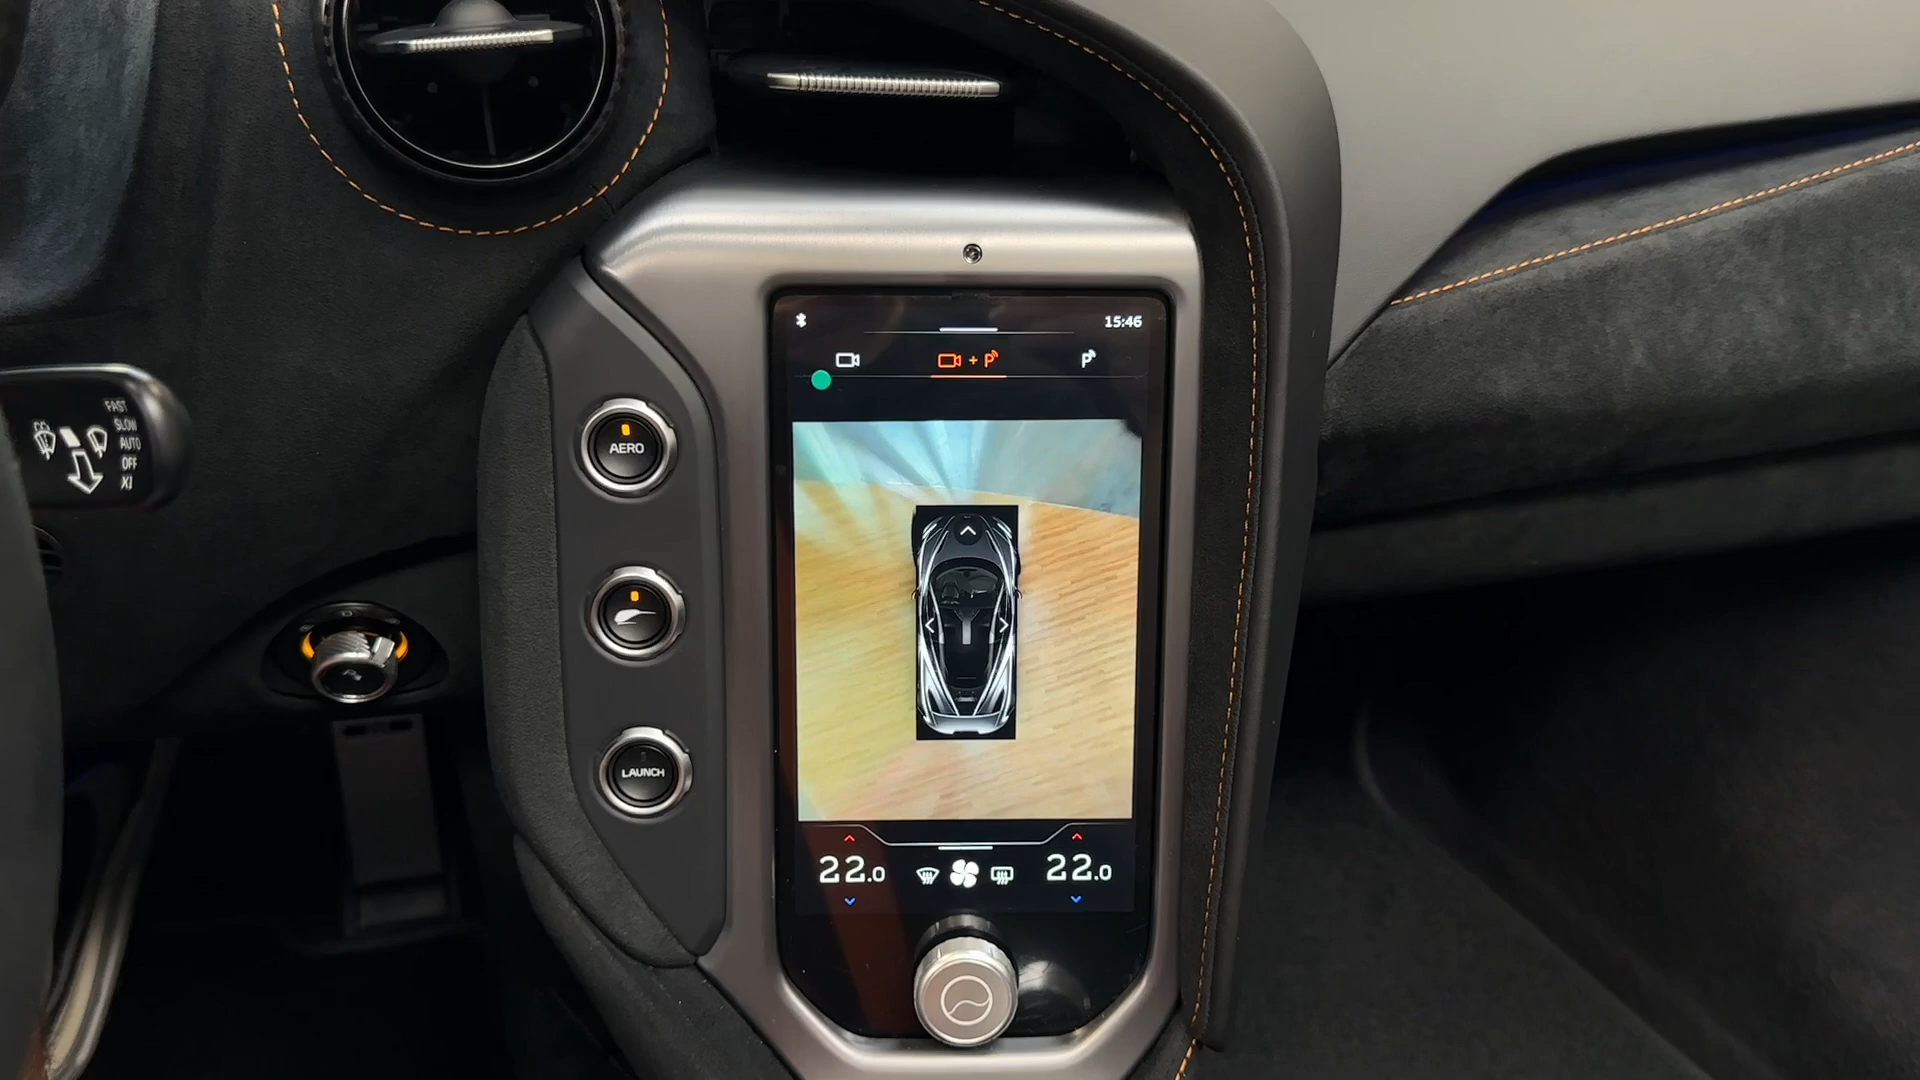 15:46
+ P
P
FAST
SLOW
AUTO
OFF
AERO
LAUNCH
22.0
22.0